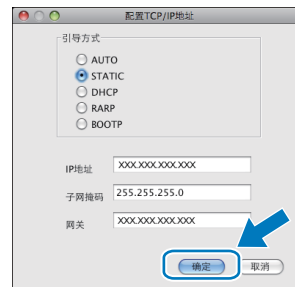 配置TCP/IP地址
引导方式
AUTO
STATIC
DHCP
RARP
BOOTP
IP地址 XXX.XXX.XXX.XXX
子网掩码 255.255.255.0
网关 XXX.XXX.XXX.XXX
确定 取消